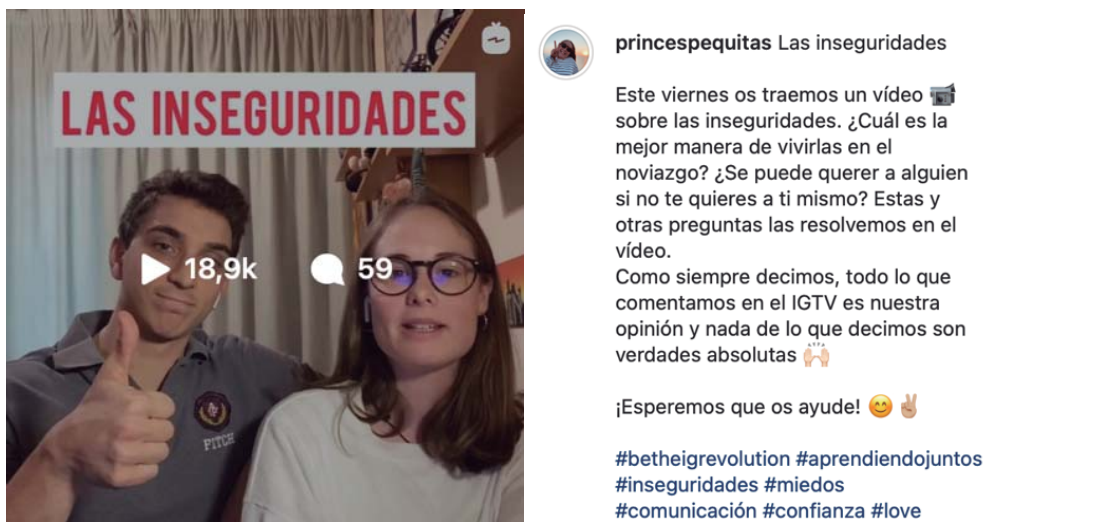 LAS INSEGURIDADES
18,9k 59
FITCH
princespequitas Las inseguridades
Este viernes os traemos un vídeo 📹
sobre las inseguridades. ¿Cuál es la
mejor manera de vivirlas en el
noviazgo? ¿Se puede querer a alguien
si no te quieres a ti mismo? Estas y
otras preguntas las resolvemos en el
vídeo.
Como siempre decimos, todo lo que
comentamos en el IGTV es nuestra
opinión y nada de lo que decimos son
verdades absolutas 🙌🏻
¡Esperemos que os ayude! 😊✌🏼
#betheigrevolution #aprendiendojuntos
#inseguridades #miedos
#comunicación #confianza #love